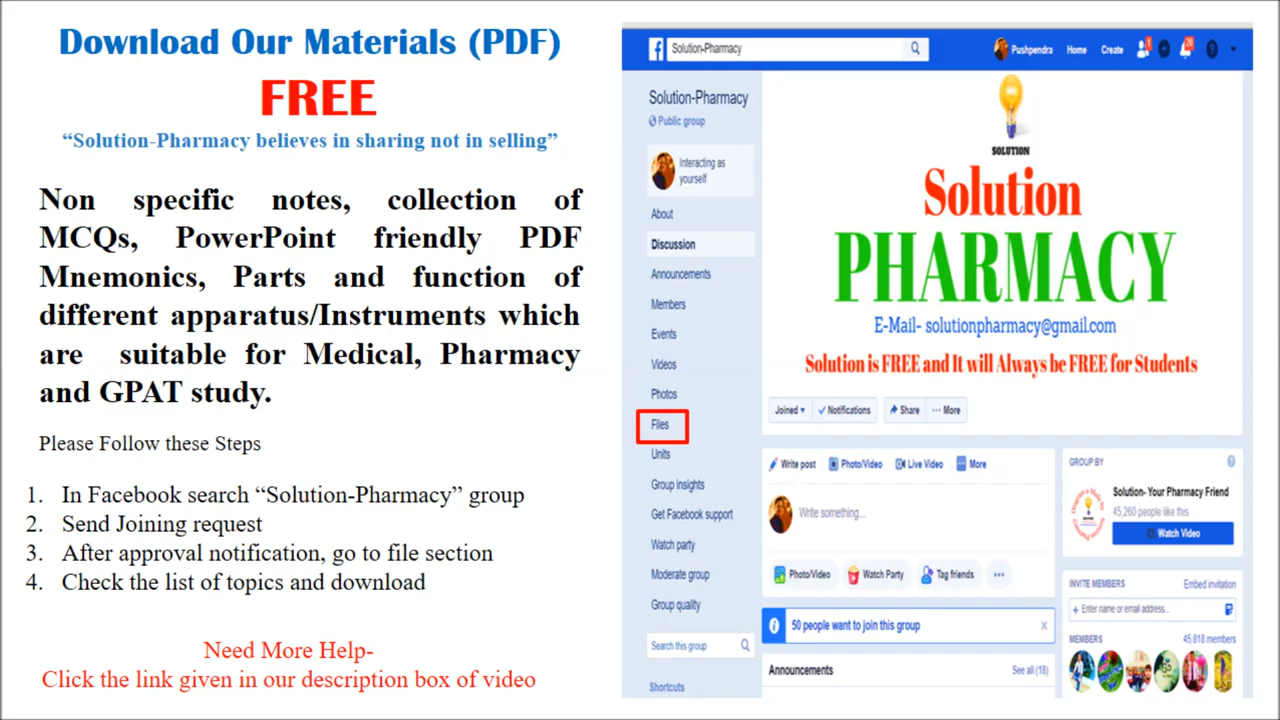 Download Our Materials (PDF)
FREE
“Solution-Pharmacy believes in sharing not in selling”
Non specific notes, collection of
MCQs, PowerPoint friendly PDF
Mnemonics, Parts and function of
different apparatus/Instruments which
are suitable for Medical, Pharmacy
and GPAT study.
Please Follow these Steps
1. In Facebook search “Solution-Pharmacy” group
2. Send Joining request
3. After approval notification, go to file section
4. Check the list of topics and download
Need More Help-
Click the link given in our description box of video
Solution-Pharmacy
Pushpendra Home Create
Solution-Pharmacy
Public group
Interacting as
yourself
About
Discussion
Announcements
Members
Events
Videos
Photos
Files
Units
Group insights
Get Facebook support
Watch party
Moderate group
Group quality
Search this group
Shortcuts
SOLUTION
Solution
PHARMACY
E-Mail- solutionpharmacy@gmail.com
Solution is FREE and It will Always be FREE for Students
Joined Notifications Share ... More
Write post Photo/Video Live Video More
Write something...
Photo/Video Watch Party Tag friends
50 people want to join this group x
Announcements See all (18)
GROUP BY
Solution- Your Pharmacy Friend
45,260 people like this
Watch Video
INVITE MEMBERS Embed invitation
+ Enter name or email address...
MEMBERS 45,818 members